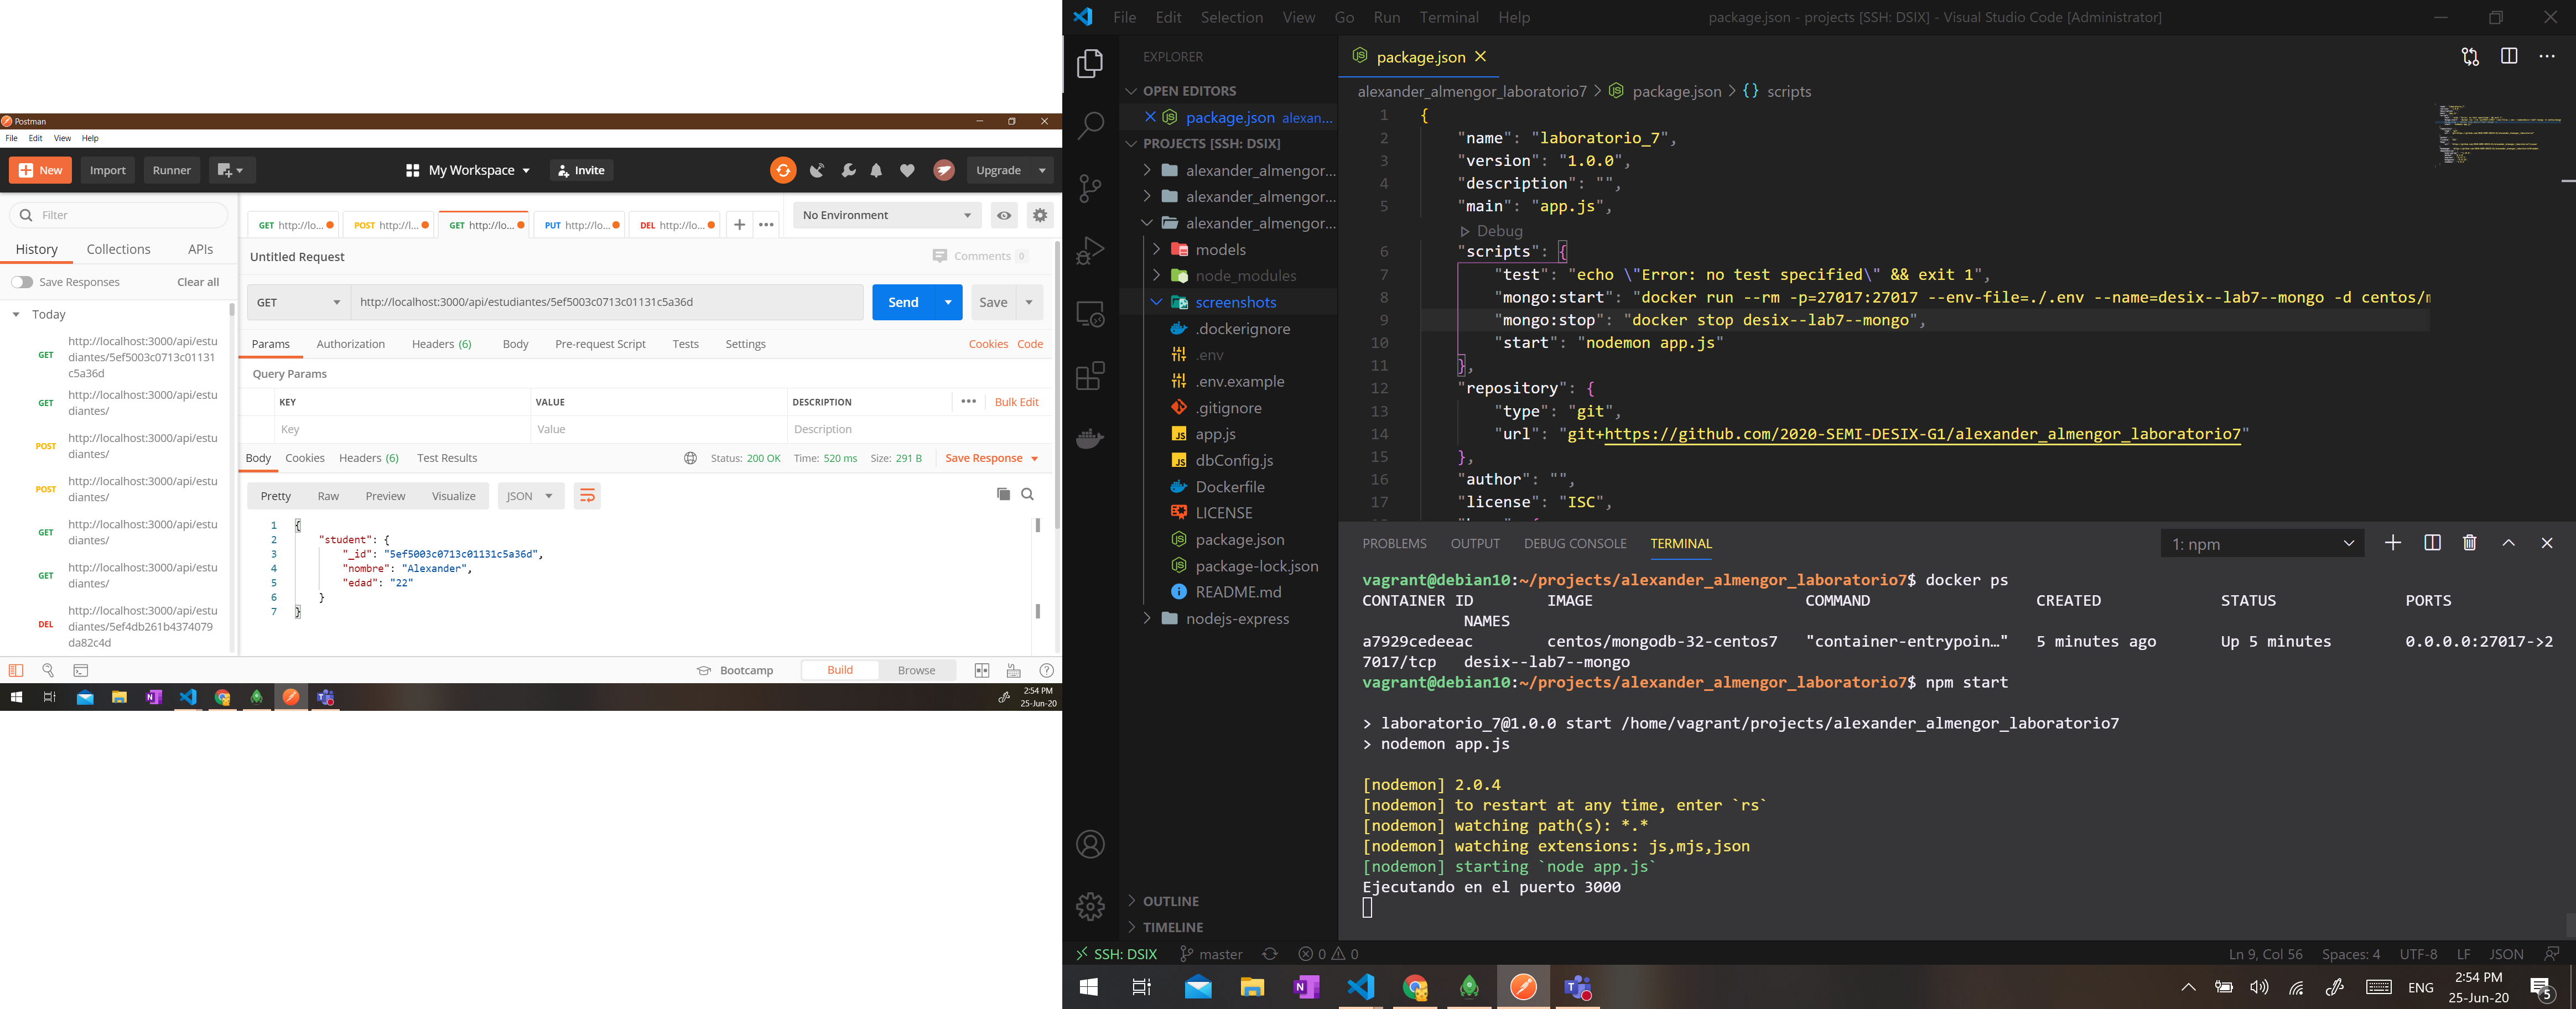 Postman
File Edit View Help
New Import Runner My Workspace Invite Upgrade
Filter
History Collections APIs
Save Responses Clear all
Today
GET http://localhost:3000/api/estu
diantes/5ef5003c0713c01131
c5a36d
GET http://localhost:3000/api/estu
diantes/
POST http://localhost:3000/api/estu
diantes/
POST http://localhost:3000/api/estu
diantes/
GET http://localhost:3000/api/estu
diantes/
GET http://localhost:3000/api/estu
diantes/
DEL http://localhost:3000/api/estu
diantes/5ef4db261b4374079
da82c4d
GET http://lo... POST http://l... GET http://lo... PUT http://lo... DEL http://lo... No Environment
Untitled Request Comments 0
GET http://localhost:3000/api/estudiantes/5ef5003c0713c01131c5a36d Send Save
Params Authorization Headers (6) Body Pre-request Script Tests Settings Cookies Code
Query Params
KEY VALUE DESCRIPTION Bulk Edit
Key Value Description
Body Cookies Headers (6) Test Results Status: 200 OK Time: 520 ms Size: 291 B Save Response
Pretty Raw Preview Visualize JSON
1 {
2 "student": {
3 "_id": "5ef5003c0713c01131c5a36d",
4 "nombre": "Alexander",
5 "edad": "22"
6 }
7 }
Bootcamp Build Browse
2:54 PM
25-Jun-20
File Edit Selection View Go Run Terminal Help package.json - projects [SSH: DSIX] - Visual Studio Code [Administrator]
EXPLORER
OPEN EDITORS
package.json alexan...
PROJECTS [SSH: DSIX]
alexander_almengor...
alexander_almengor...
alexander_almengor...
models
node_modules
screenshots
.dockerignore
.env
.env.example
.gitignore
app.js
dbConfig.js
Dockerfile
LICENSE
package.json
package-lock.json
README.md
nodejs-express
OUTLINE
TIMELINE
package.json
alexander_almengor_laboratorio7 > package.json > {} scripts
1 {
2 "name": "laboratorio_7",
3 "version": "1.0.0",
4 "description": "",
5 "main": "app.js",
Debug
6 "scripts": {
7 "test": "echo \"Error: no test specified\" && exit 1",
8 "mongo:start": "docker run --rm -p=27017:27017 --env-file=./.env --name=desix--lab7--mongo -d centos/m
9 "mongo:stop": "docker stop desix--lab7--mongo",
10 "start": "nodemon app.js"
11 },
12 "repository": {
13 "type": "git",
14 "url": "git+https://github.com/2020-SEMI-DESIX-G1/alexander_almengor_laboratorio7"
15 },
16 "author": "",
17 "license": "ISC",
PROBLEMS OUTPUT DEBUG CONSOLE TERMINAL 1: npm
vagrant@debian10:~/projects/alexander_almengor_laboratorio7$ docker ps
CONTAINER ID IMAGE COMMAND CREATED STATUS PORTS
NAMES
a7929cedeeac centos/mongodb-32-centos7 "container-entrypoin…" 5 minutes ago Up 5 minutes 0.0.0.0:27017->2
7017/tcp desix--lab7--mongo
vagrant@debian10:~/projects/alexander_almengor_laboratorio7$ npm start
> laboratorio_7@1.0.0 start /home/vagrant/projects/alexander_almengor_laboratorio7
> nodemon app.js
[nodemon] 2.0.4
[nodemon] to restart at any time, enter `rs`
[nodemon] watching path(s): *.*
[nodemon] watching extensions: js,mjs,json
[nodemon] starting `node app.js`
Ejecutando en el puerto 3000
SSH: DSIX master 0 0 Ln 9, Col 56 Spaces: 4 UTF-8 LF JSON
ENG 2:54 PM
25-Jun-20 5